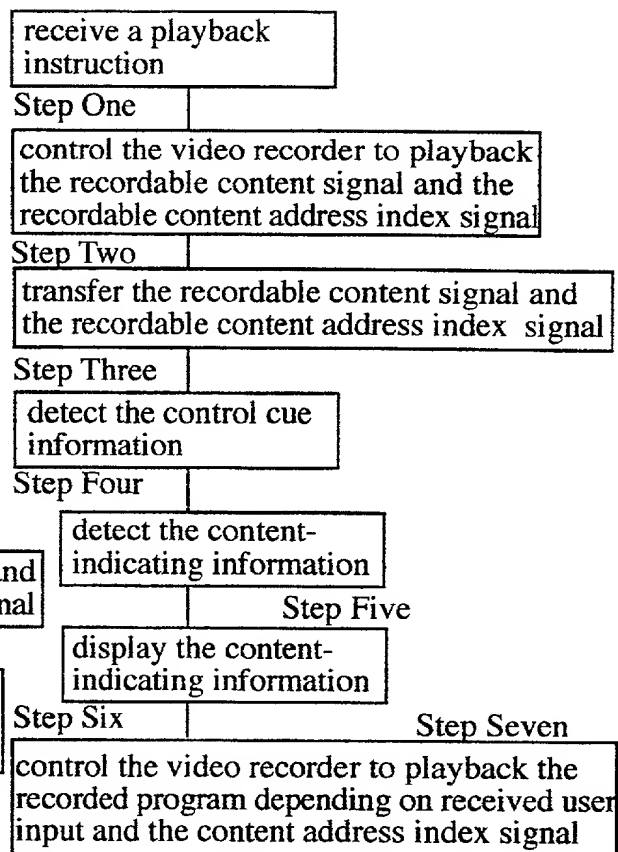 receive a playback
instruction
Step One
control the video recorder to playback
the recordable content signal and the
recordable content address index signal
Step Two
transfer the recordable content signal and
the recordable content address index signal
Step Three
detect the control cue
information
Step Four
detect the content-
indicating information
and
nal
Step Five
display the content-
indicating information
Step Six
Step Seven
control the video recorder to playback the
recorded program depending on received user
input and the content address index signal